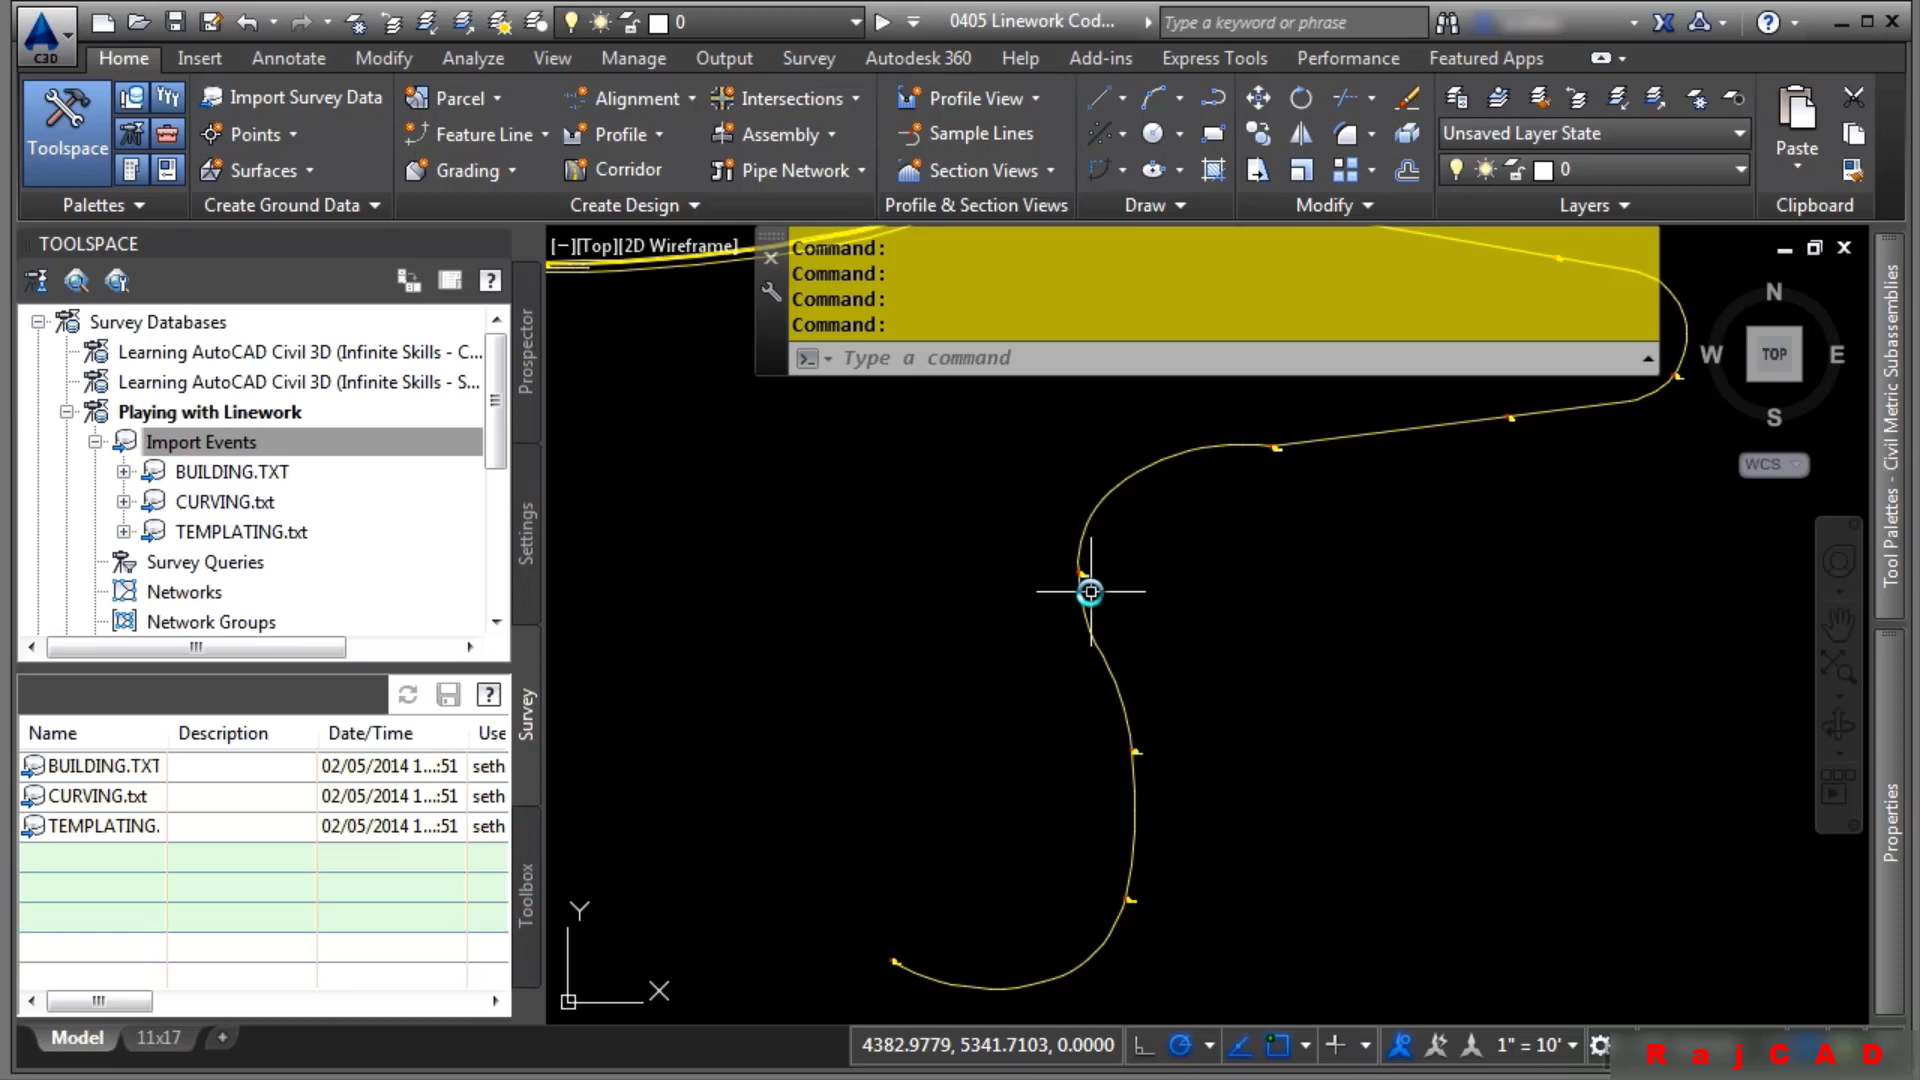 0
0405 Linework Cod...
Type a keyword or phrase
C3D
Home Insert Annotate Modify Analyze View Manage Output Survey Autodesk 360 Help Add-ins Express Tools Performance Featured Apps
Toolspace
Import Survey Data
Points
Surfaces
Parcel
Feature Line
Grading
Alignment
Profile
Corridor
Intersections
Assembly
Pipe Network
Profile View
Sample Lines
Section Views
Unsaved Layer State
0
Paste
Palettes
Create Ground Data
Create Design
Profile & Section Views
Draw
Modify
Layers
Clipboard
TOOLSPACE
Survey Databases
Learning AutoCAD Civil 3D (Infinite Skills - C...
Learning AutoCAD Civil 3D (Infinite Skills - S...
Playing with Linework
Import Events
BUILDING.TXT
CURVING.txt
TEMPLATING.txt
Survey Queries
Networks
Network Groups
Prospector
Settings
Survey
Toolbox
Name Description Date/Time Use
BUILDING.TXT 02/05/2014 1...:51 seth
CURVING.txt 02/05/2014 1...:51 seth
TEMPLATING. 02/05/2014 1...:51 seth
[−][Top][2D Wireframe]
Command:
Command:
Command:
Command:
Type a command
N
W
TOP
E
S
WCS
Tool Palettes - Civil Metric Subassemblies
Properties
Y
X
Model
11x17
4382.9779, 5341.7103, 0.0000
1" = 10'
RajCAD